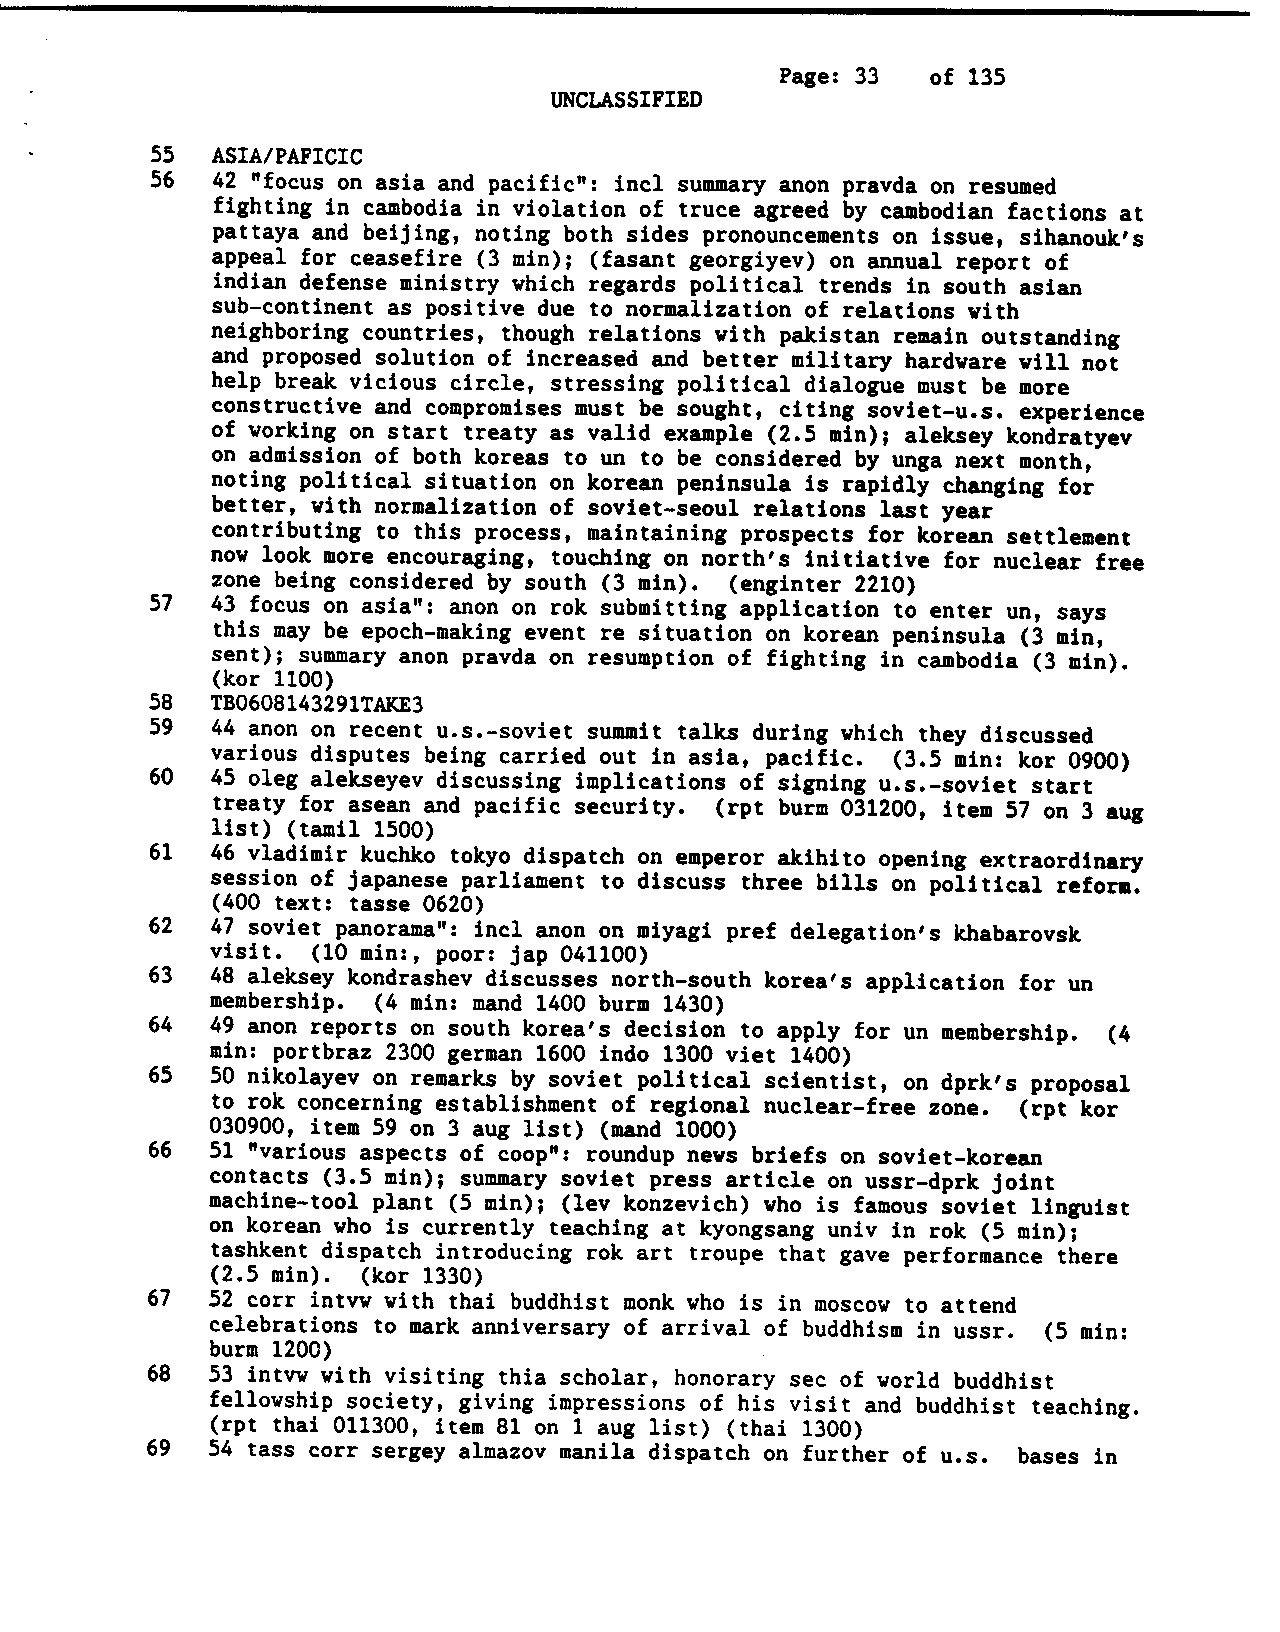 Page: 33 of 135
UNCLASSIFIED
55 ASIA/PAFICIC
56 42 "focus on asia and pacific": incl summary anon pravda on resumed
fighting in cambodia in violation of truce agreed by cambodian factions at
pattaya and beijing, noting both sides pronouncements on issue, sihanouk's
appeal for ceasefire (3 min); (fasant georgiyev) on annual report of
indian defense ministry which regards political trends in south asian
sub-continent as positive due to normalization of relations with
neighboring countries, though relations with pakistan remain outstanding
and proposed solution of increased and better military hardware will not
help break vicious circle, stressing political dialogue must be more
constructive and compromises must be sought, citing soviet-u.s. experience
of working on start treaty as valid example (2.5 min); aleksey kondratyev
on admission of both koreas to un to be considered by unga next month,
noting political situation on korean peninsula is rapidly changing for
better, with normalization of soviet-seoul relations last year
contributing to this process, maintaining prospects for korean settlement
now look more encouraging, touching on north's initiative for nuclear free
zone being considered by south (3 min). (enginter 2210)
57 43 focus on asia": anon on rok submitting application to enter un, says
this may be epoch-making event re situation on korean peninsula (3 min,
sent); summary anon pravda on resumption of fighting in cambodia (3 min).
(kor 1100)
58 TB0608143291TAKE3
59 44 anon on recent u.s.-soviet summit talks during which they discussed
various disputes being carried out in asia, pacific. (3.5 min: kor 0900)
60 45 oleg alekseyev discussing implications of signing u.s.-soviet start
treaty for asean and pacific security. (rpt burm 031200, item 57 on 3 aug
list) (tamil 1500)
61 46 vladimir kuchko tokyo dispatch on emperor akihito opening extraordinary
session of japanese parliament to discuss three bills on political reform.
(400 text: tasse 0620)
62 47 soviet panorama": incl anon on miyagi pref delegation's khabarovsk
visit. (10 min:, poor: jap 041100)
63 48 aleksey kondrashev discusses north-south korea's application for un
membership. (4 min: mand 1400 burm 1430)
64 49 anon reports on south korea's decision to apply for un membership. (4
min: portbraz 2300 german 1600 indo 1300 viet 1400)
65 50 nikolayev on remarks by soviet political scientist, on dprk's proposal
to rok concerning establishment of regional nuclear-free zone. (rpt kor
030900, item 59 on 3 aug list) (mand 1000)
66 51 "various aspects of coop": roundup news briefs on soviet-korean
contacts (3.5 min); summary soviet press article on ussr-dprk joint
machine-tool plant (5 min); (lev konzevich) who is famous soviet linguist
on korean who is currently teaching at kyongsang univ in rok (5 min);
tashkent dispatch introducing rok art troupe that gave performance there
(2.5 min). (kor 1330)
67 52 corr intvw with thai buddhist monk who is in moscow to attend
celebrations to mark anniversary of arrival of buddhism in ussr. (5 min:
burm 1200)
68 53 intvw with visiting thia scholar, honorary sec of world buddhist
fellowship society, giving impressions of his visit and buddhist teaching.
(rpt thai 011300, item 81 on 1 aug list) (thai 1300)
69 54 tass corr sergey almazov manila dispatch on further of u.s. bases in